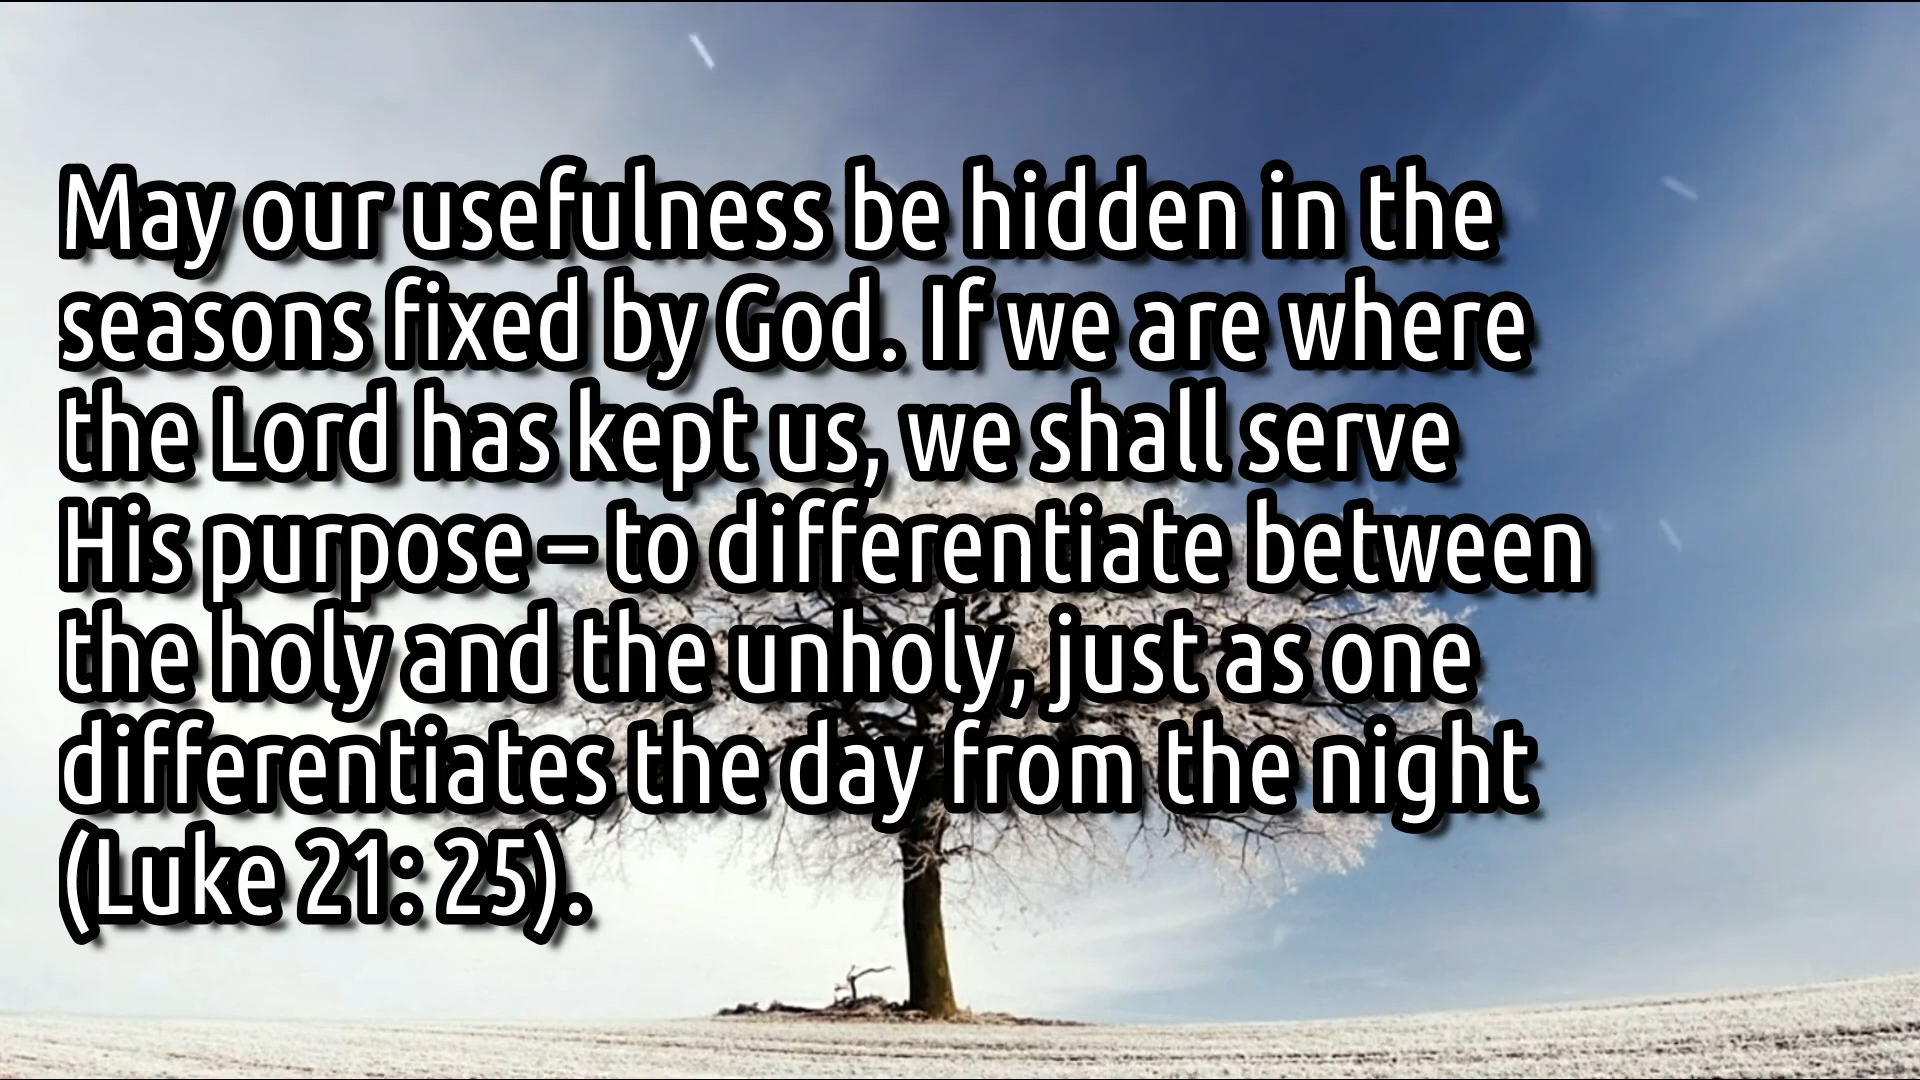 May our usefulness be hidden in the
seasons fixed by God. If we are where
the Lord has kept us, we shall serve
His purpose – to differentiate between
the holy and the unholy, just as one
differentiates the day from the night
(Luke 21: 25).